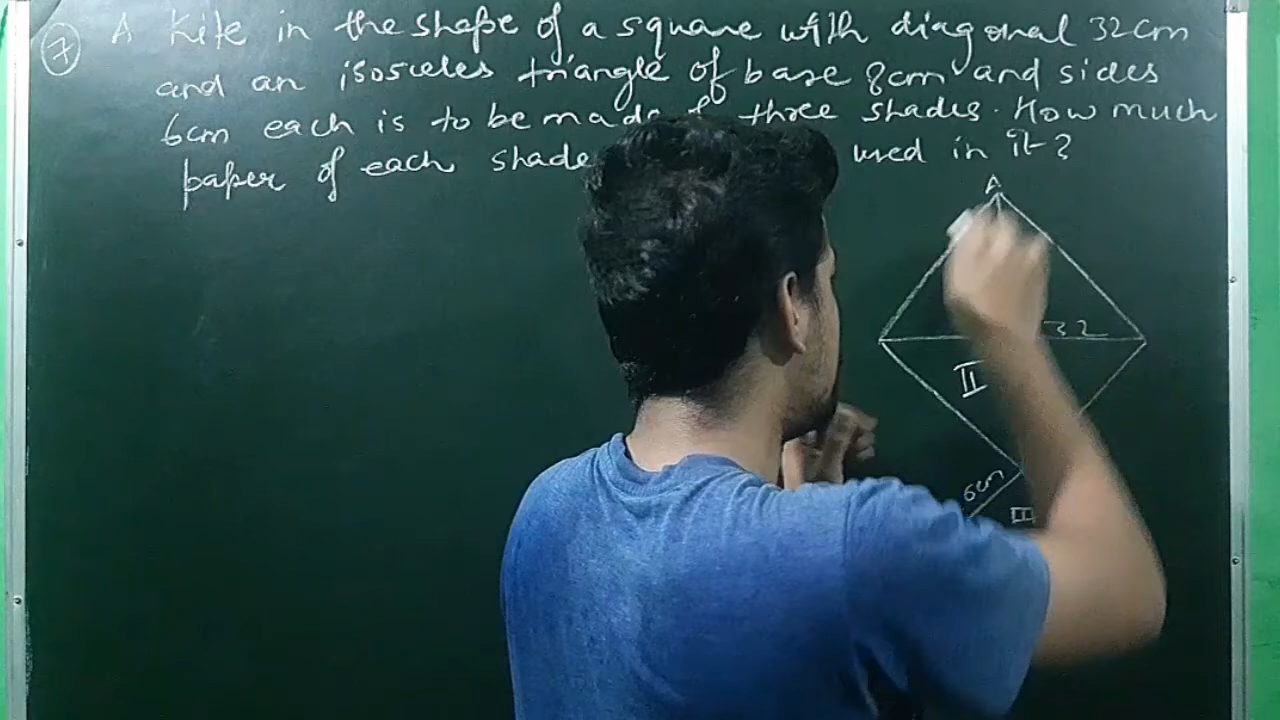 7 A Kite in the shape of a square with diagonal 32cm
and an isosceles triangle of base 8cm and sides
6cm each is to be made three shades. How much
paper of each shade used in it?
A
32
II
6cm
III